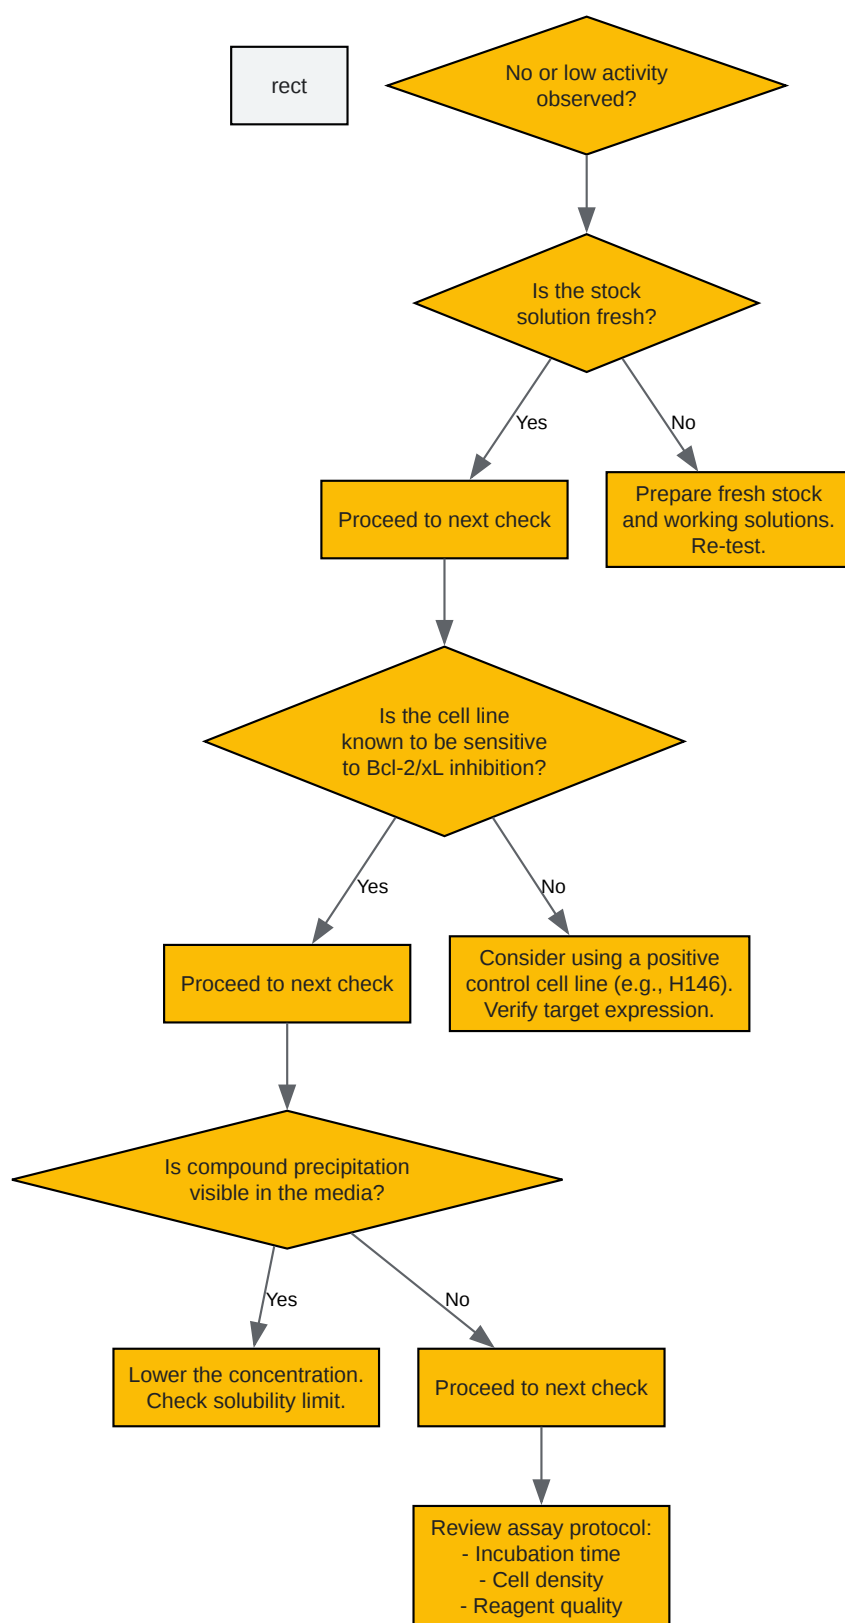 rect
No or low activity
observed?
Is the stock
solution fresh?
Yes
No
Proceed to next check
Prepare fresh stock
and working solutions.
Re-test.
Is the cell line
known to be sensitive
to Bcl-2/xL inhibition?
Yes
No
Proceed to next check
Consider using a positive
control cell line (e.g., H146).
Verify target expression.
Is compound precipitation
visible in the media?
Yes
No
Lower the concentration.
Check solubility limit.
Proceed to next check
Review assay protocol:
- Incubation time
- Cell density
- Reagent quality